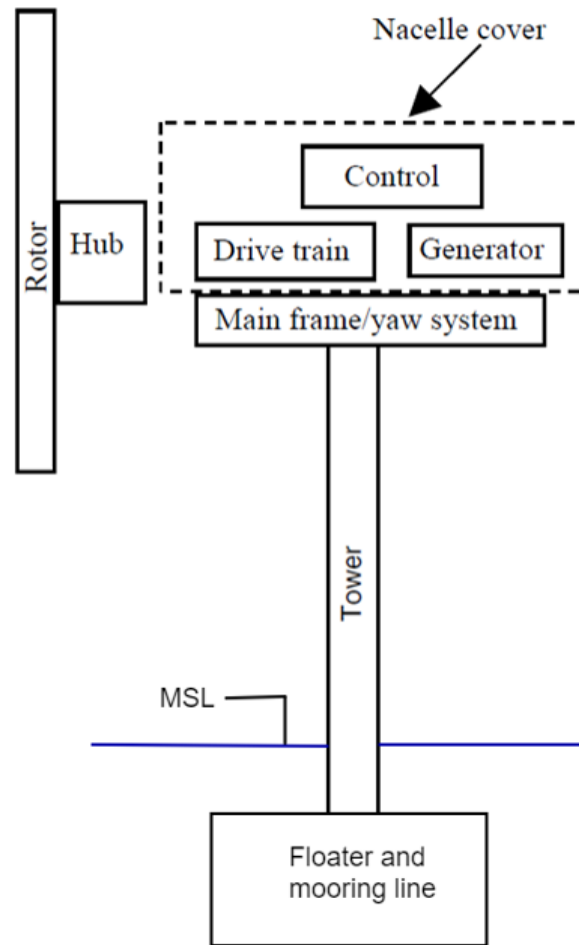 Nacelle cover
Control
Rotor
Hub
Drive train
Generator
Main frame/yaw system
Tower
MSL
Floater and
mooring line